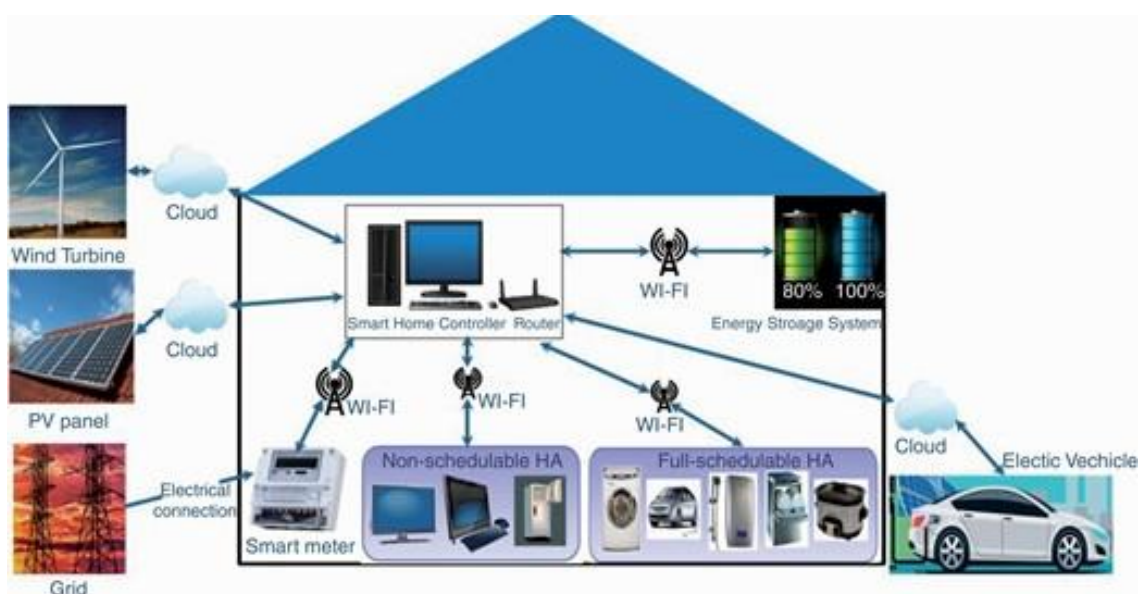 Wind Turbine
Cloud
PV panel
Cloud
Grid
Electrical
connection
Smart Home Controller Router
WI-FI
80% 100%
Energy Stroage System
WI-FI
WI-FI
WI-FI
Smart meter
Non-schedulable HA
Full-schedulable HA
Cloud
Electic Vechicle